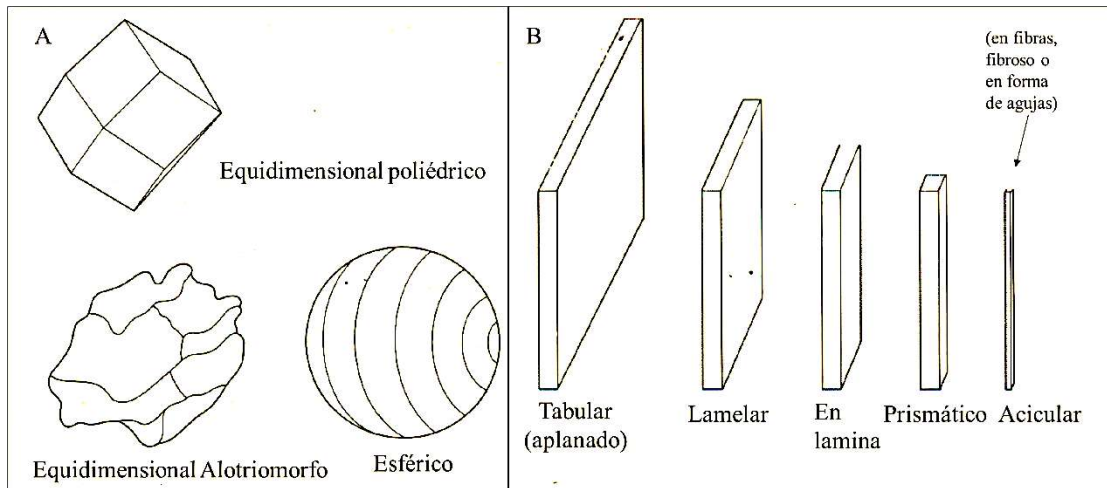 A
Equidimensional poliédrico
Equidimensional Alotriomorfo
Esférico
B
(en fibras,
fibroso o
en forma
de agujas)
Tabular
(aplanado)
Lamelar
En
lamina
Prismático
Acicular